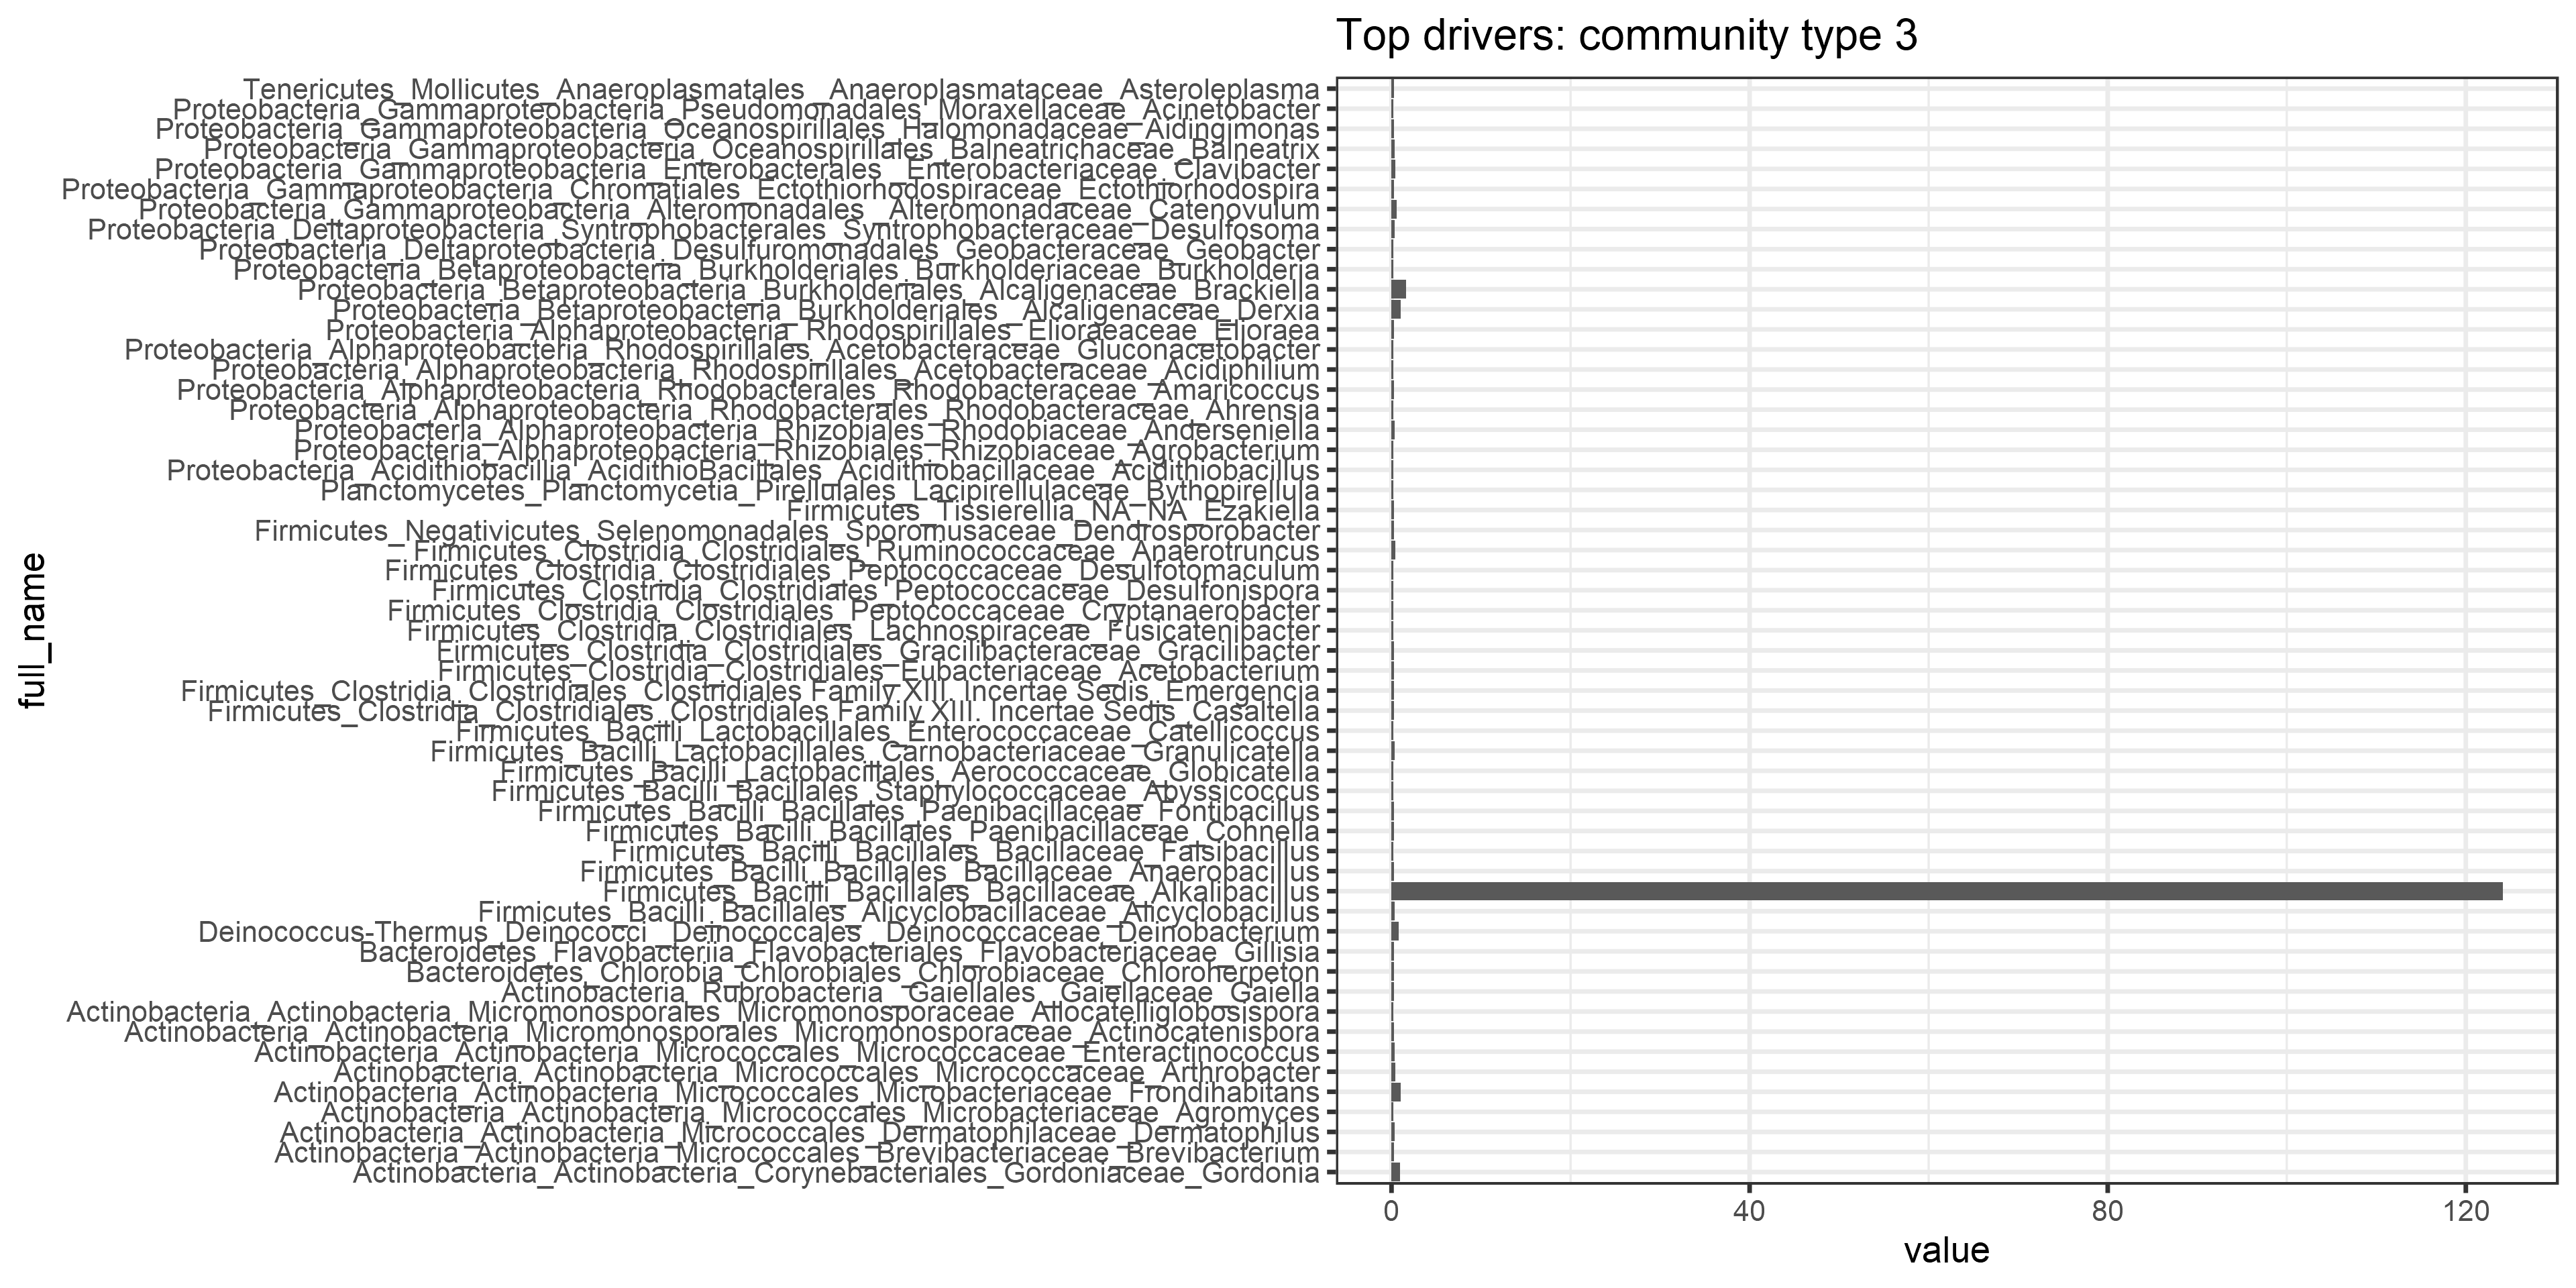 Top drivers: community type 3
full_name
Tenericutes_Mollicutes_Anaeroplasmatales_Anaeroplasmataceae_Asteroleplasma
Proteobacteria_Gammaproteobacteria_Pseudomonadales_Moraxellaceae_Acinetobacter
Proteobacteria_Gammaproteobacteria_Oceanospirillales_Halomonadaceae_Aidingimonas
Proteobacteria_Gammaproteobacteria_Oceanospirillales_Balneatrichaceae_Balneatrix
Proteobacteria_Gammaproteobacteria_Enterobacterales_Enterobacteriaceae_Clavibacter
Proteobacteria_Gammaproteobacteria_Chromatiales_Ectothiorhodospiraceae_Ectothiorhodospira
Proteobacteria_Gammaproteobacteria_Alteromonadales_Alteromonadaceae_Catenovulum
Proteobacteria_Deltaproteobacteria_Syntrophobacterales_Syntrophobacteraceae_Desulfosoma
Proteobacteria_Deltaproteobacteria_Desulfuromonadales_Geobacteraceae_Geobacter
Proteobacteria_Betaproteobacteria_Burkholderiales_Burkholderiaceae_Burkholderia
Proteobacteria_Betaproteobacteria_Burkholderiales_Alcaligenaceae_Brackiella
Proteobacteria_Betaproteobacteria_Burkholderiales_Alcaligenaceae_Derxia
Proteobacteria_Alphaproteobacteria_Rhodospirillales_Elioraeaceae_Elioraea
Proteobacteria_Alphaproteobacteria_Rhodospirillales_Acetobacteraceae_Gluconacetobacter
Proteobacteria_Alphaproteobacteria_Rhodospirillales_Acetobacteraceae_Acidiphilium
Proteobacteria_Alphaproteobacteria_Rhodobacterales_Rhodobacteraceae_Amaricoccus
Proteobacteria_Alphaproteobacteria_Rhodobacterales_Rhodobacteraceae_Ahrensia
Proteobacteria_Alphaproteobacteria_Rhizobiales_Rhodobiaceae_Anderseniella
Proteobacteria_Alphaproteobacteria_Rhizobiales_Rhizobiaceae_Agrobacterium
Proteobacteria_Acidithiobacillia_AcidithioBacillales_Acidithiobacillaceae_Acidithiobacillus
Planctomycetes_Planctomycetia_Pirellulales_Lacipirellulaceae_Bythopirellula
Firmicutes_Tissierellia_NA_NA_Ezakiella
Firmicutes_Negativicutes_Selenomonadales_Sporomusaceae_Dendrosporobacter
Firmicutes_Clostridia_Clostridiales_Ruminococcaceae_Anaerotruncus
Firmicutes_Clostridia_Clostridiales_Peptococcaceae_Desulfotomaculum
Firmicutes_Clostridia_Clostridiales_Peptococcaceae_Desulfonispora
Firmicutes_Clostridia_Clostridiales_Peptococcaceae_Cryptanaerobacter
Firmicutes_Clostridia_Clostridiales_Lachnospiraceae_Fusicatenibacter
Firmicutes_Clostridia_Clostridiales_Gracilibacteraceae_Gracilibacter
Firmicutes_Clostridia_Clostridiales_Eubacteriaceae_Acetobacterium
Firmicutes_Clostridia_Clostridiales_Clostridiales Family XIII. Incertae Sedis_Emergencia
Firmicutes_Clostridia_Clostridiales_Clostridiales Family XIII. Incertae Sedis_Casaltella
Firmicutes_Bacilli_Lactobacillales_Enterococcaceae_Catellicoccus
Firmicutes_Bacilli_Lactobacillales_Carnobacteriaceae_Granulicatella
Firmicutes_Bacilli_Lactobacillales_Aerococcaceae_Globicatella
Firmicutes_Bacilli_Bacillales_Staphylococcaceae_Abyssicoccus
Firmicutes_Bacilli_Bacillales_Paenibacillaceae_Fontibacillus
Firmicutes_Bacilli_Bacillales_Paenibacillaceae_Cohnella
Firmicutes_Bacilli_Bacillales_Bacillaceae_Falsibacillus
Firmicutes_Bacilli_Bacillales_Bacillaceae_Anaerobacillus
Firmicutes_Bacilli_Bacillales_Bacillaceae_Alkalibacillus
Firmicutes_Bacilli_Bacillales_Alicyclobacillaceae_Alicyclobacillus
Deinococcus-Thermus_Deinococci_Deinococcales_Deinococcaceae_Deinobacterium
Bacteroidetes_Flavobacteriia_Flavobacteriales_Flavobacteriaceae_Gillisia
Bacteroidetes_Chlorobia_Chlorobiales_Chlorobiaceae_Chloroherpeton
Actinobacteria_Rubrobacteria_Gaiellales_Gaiellaceae_Gaiella
Actinobacteria_Actinobacteria_Micromonosporales_Micromonosporaceae_Allocatelliglobosispora
Actinobacteria_Actinobacteria_Micromonosporales_Micromonosporaceae_Actinocatenispora
Actinobacteria_Actinobacteria_Micrococcales_Micrococcaceae_Enteractinococcus
Actinobacteria_Actinobacteria_Micrococcales_Micrococcaceae_Arthrobacter
Actinobacteria_Actinobacteria_Micrococcales_Microbacteriaceae_Frondihabitans
Actinobacteria_Actinobacteria_Micrococcales_Microbacteriaceae_Agromyces
Actinobacteria_Actinobacteria_Micrococcales_Dermatophilaceae_Dermatophilus
Actinobacteria_Actinobacteria_Micrococcales_Brevibacteriaceae_Brevibacterium
Actinobacteria_Actinobacteria_Corynebacteriales_Gordoniaceae_Gordonia
0 40 80 120
value